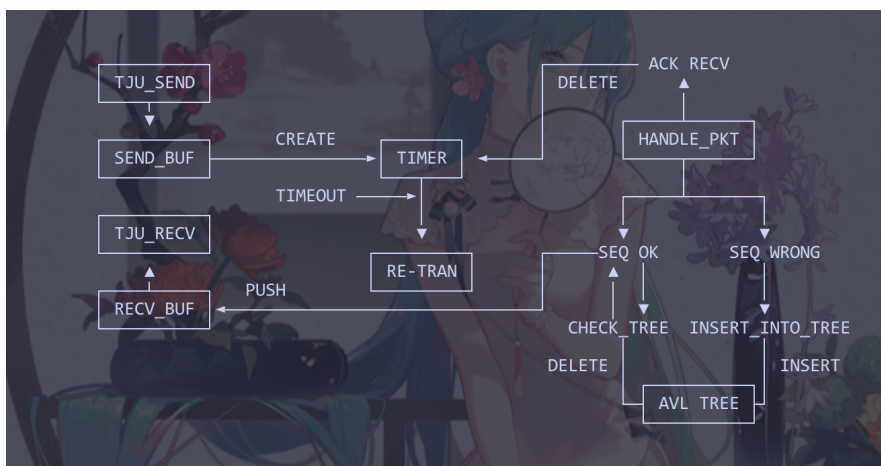 TJU_SEND
SEND_BUF
CREATE
TIMER
DELETE
ACK RECV
HANDLE_PKT
TIMEOUT
RE-TRAN
TJU_RECV
RECV_BUF
PUSH
SEQ OK
SEQ WRONG
CHECK_TREE
INSERT_INTO_TREE
DELETE
INSERT
AVL TREE